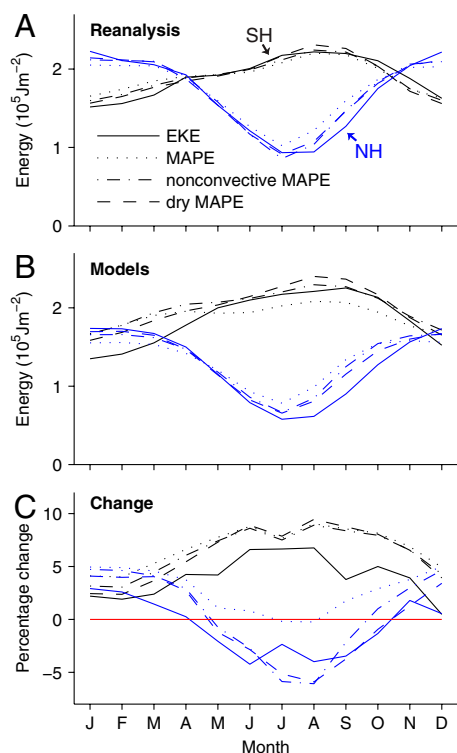 A
Reanalysis
SH
2
1
0
Energy (10⁵Jm⁻²)
EKE
MAPE
nonconvective MAPE
dry MAPE
NH
B
Models
2
1
0
Energy (10⁵Jm⁻²)
C
Change
10
5
0
−5
Percentage change
J F M A M J J A S O N D
Month